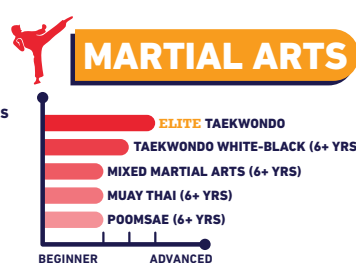 MARTIAL ARTS
S
ELITE TAEKWONDO
TAEKWONDO WHITE-BLACK (6+ YRS
MIXED MARTIAL ARTS (6+ YRS)
MUAY THAI (6+ YRS)
POOMSAE (6+ YRS)
BEGINNER ADVANCED